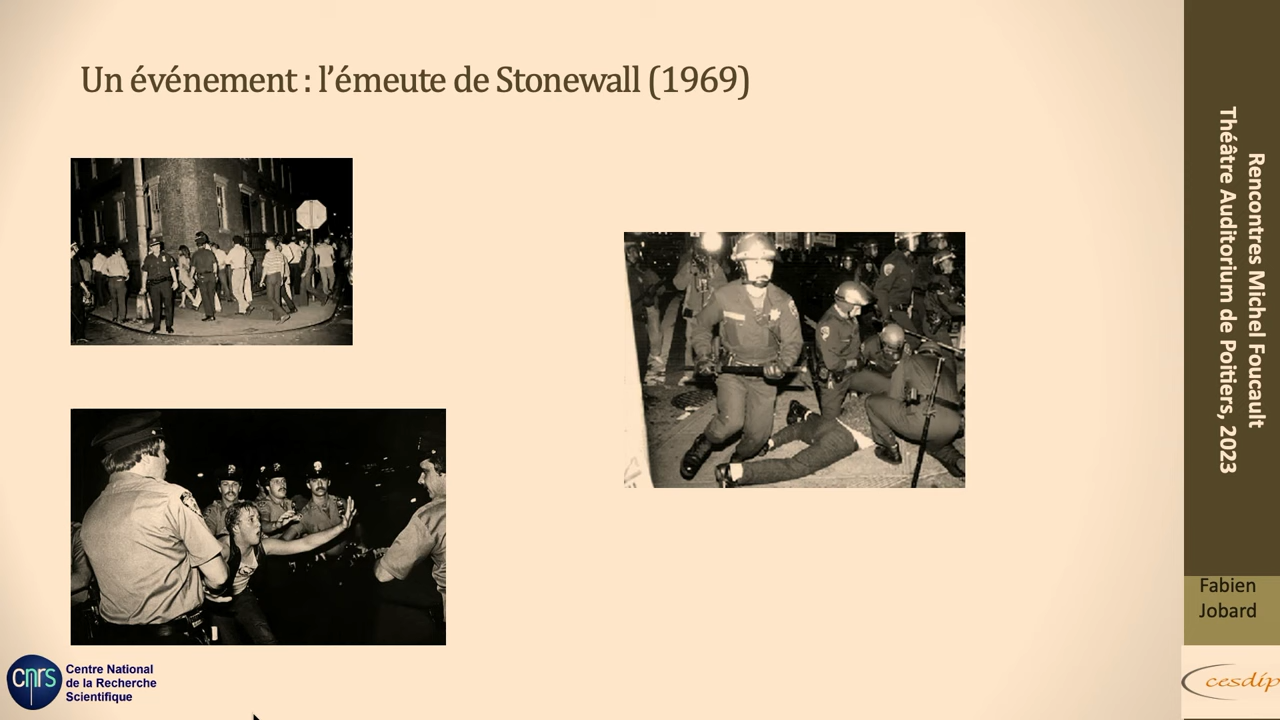 Un événement : l’émeute de Stonewall (1969)
Rencontres Michel Foucault
Théâtre Auditorium de Poitiers, 2023
Fabien
Jobard
cnrs
Centre National
de la Recherche
Scientifique
cesdip